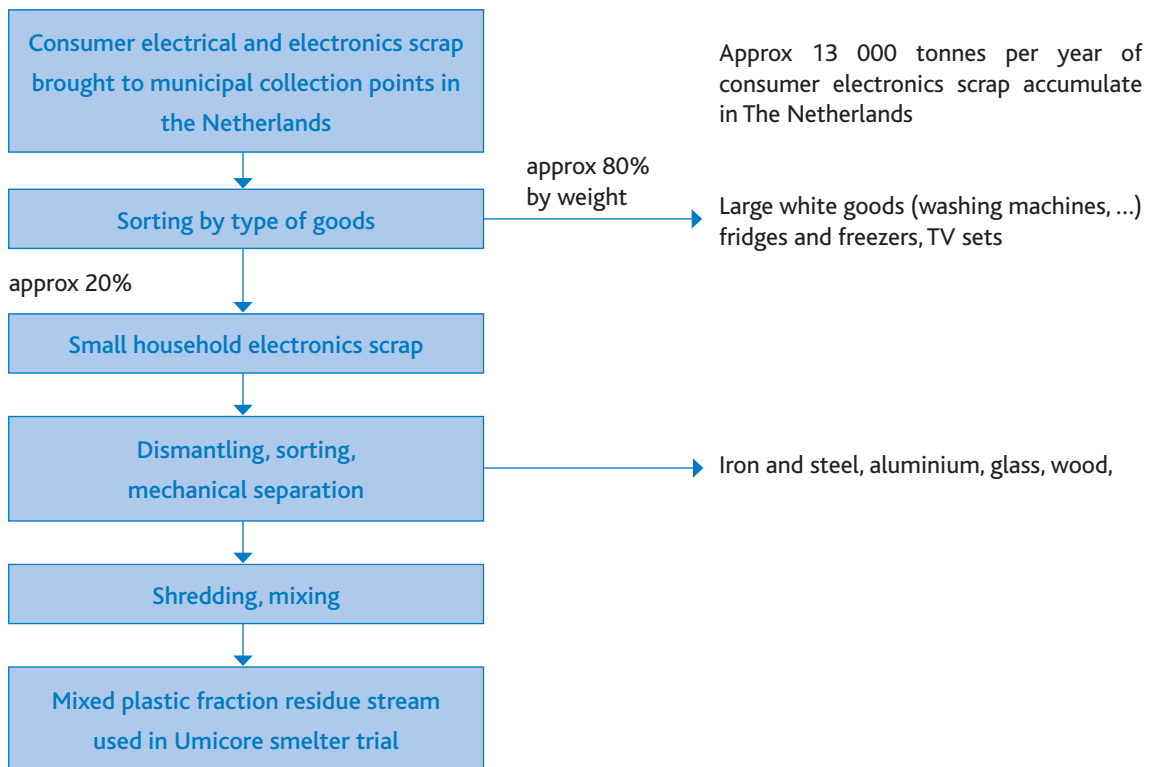 Consumer electrical and electronics scrap
brought to municipal collection points in
the Netherlands
Approx 13 000 tonnes per year of
consumer electronics scrap accumulate
in The Netherlands
approx 80%
by weight
Sorting by type of goods
Large white goods (washing machines, ...)
fridges and freezers, TV sets
approx 20%
Small household electronics scrap
Dismantling, sorting,
mechanical separation
Iron and steel, aluminium, glass, wood,
Shredding, mixing
Mixed plastic fraction residue stream
used in Umicore smelter trial